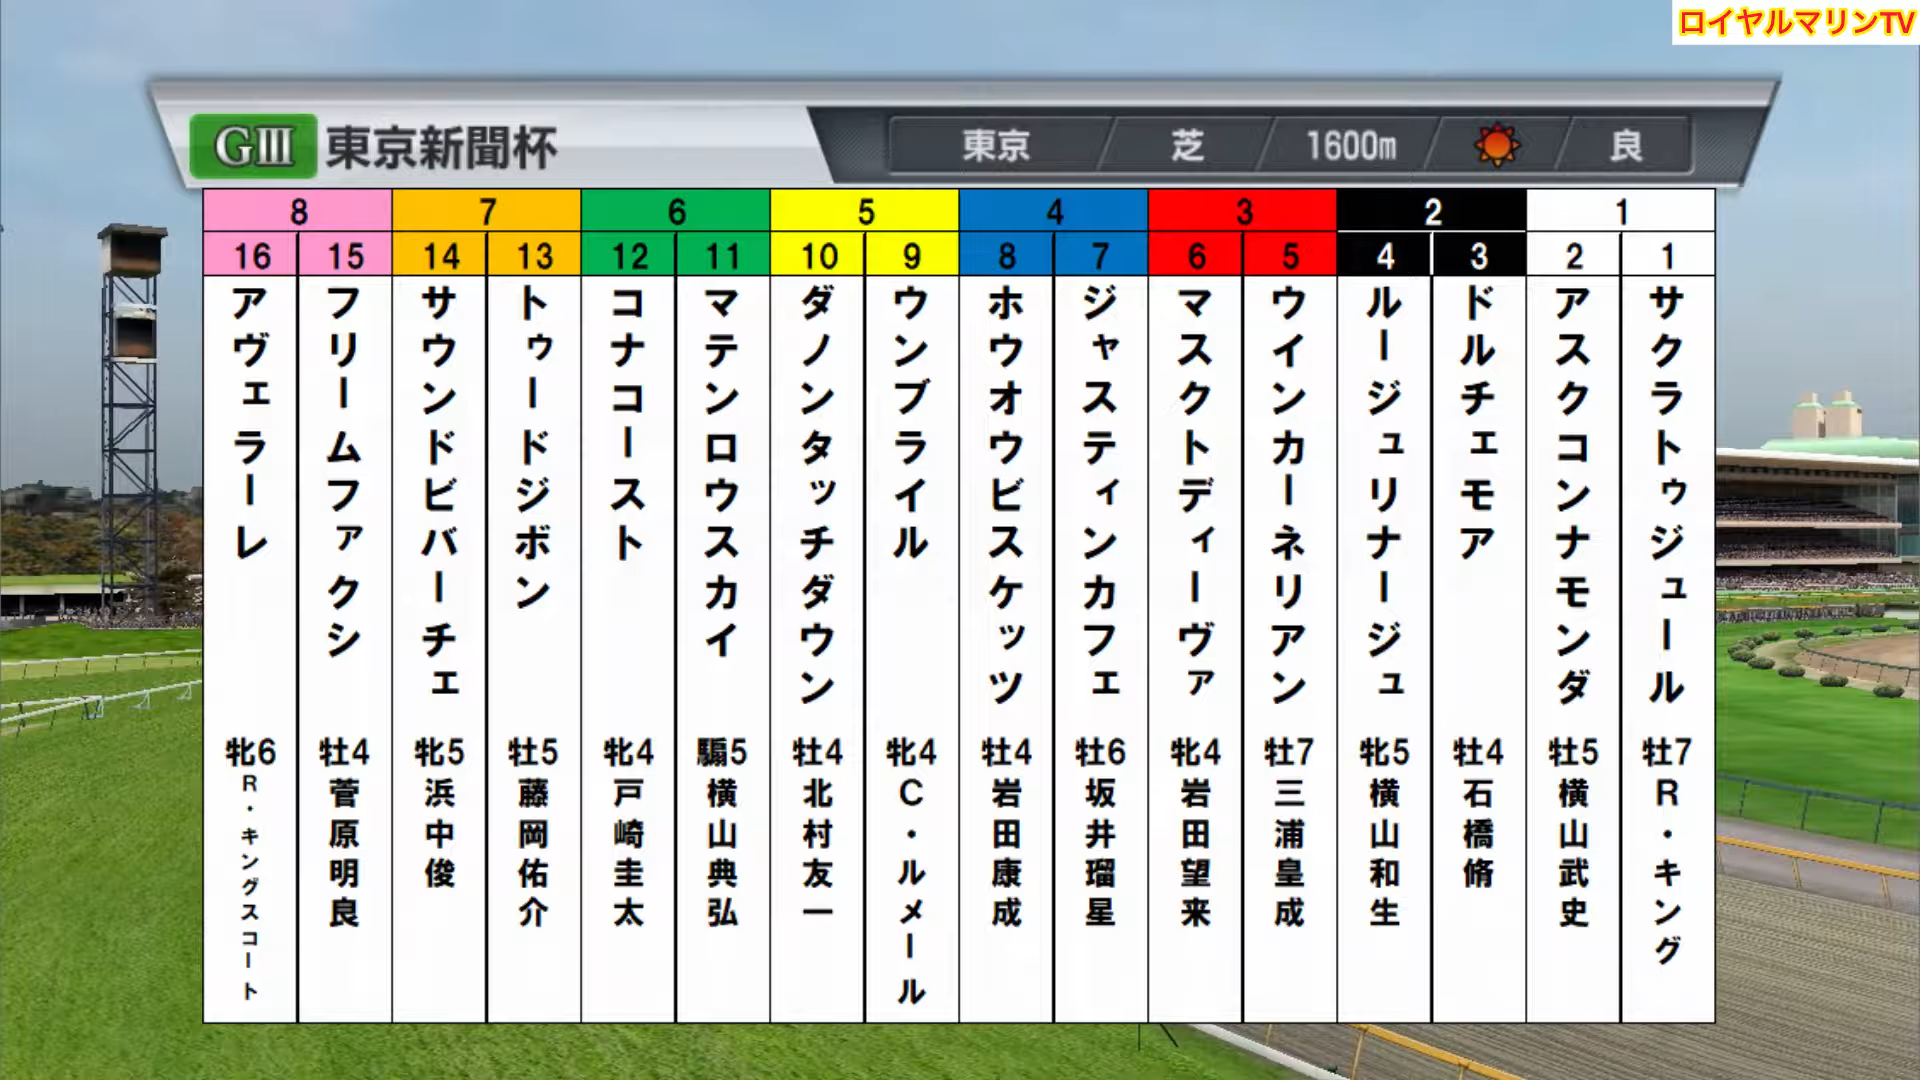 ロイヤルマリンTV
GIII 東京新聞杯
東京 芝 1600m 良
1
1
サクラトゥジュール
牡7
R・キング
2
アスコンナモンダ
牡5
横山武史
2
3
ドルチェモア
牡4
石橋脩
4
ルージュリナージュ
牝5
横山和生
3
5
ウインカーネリアン
牡7
三浦皇成
6
マスクトディーヴァ
牝4
岩田望来
4
7
ジャスティンカフェ
牡6
坂井瑠星
8
ホウオウビスケッツ
牡4
岩田康成
5
9
ウンブライル
牝4
C・ルメール
10
ダノンタッチダウン
牡4
北村友一
6
11
マテンロウスカイ
騸5
横山典弘
12
コナコースト
牝4
戸崎圭太
7
13
トゥードジボン
牡5
藤岡佑介
14
サウンドビバーチェ
牝5
浜中俊
8
15
フリームファクシ
牡4
菅原明良
16
アヴェラーレ
牝6
R・キングスコート